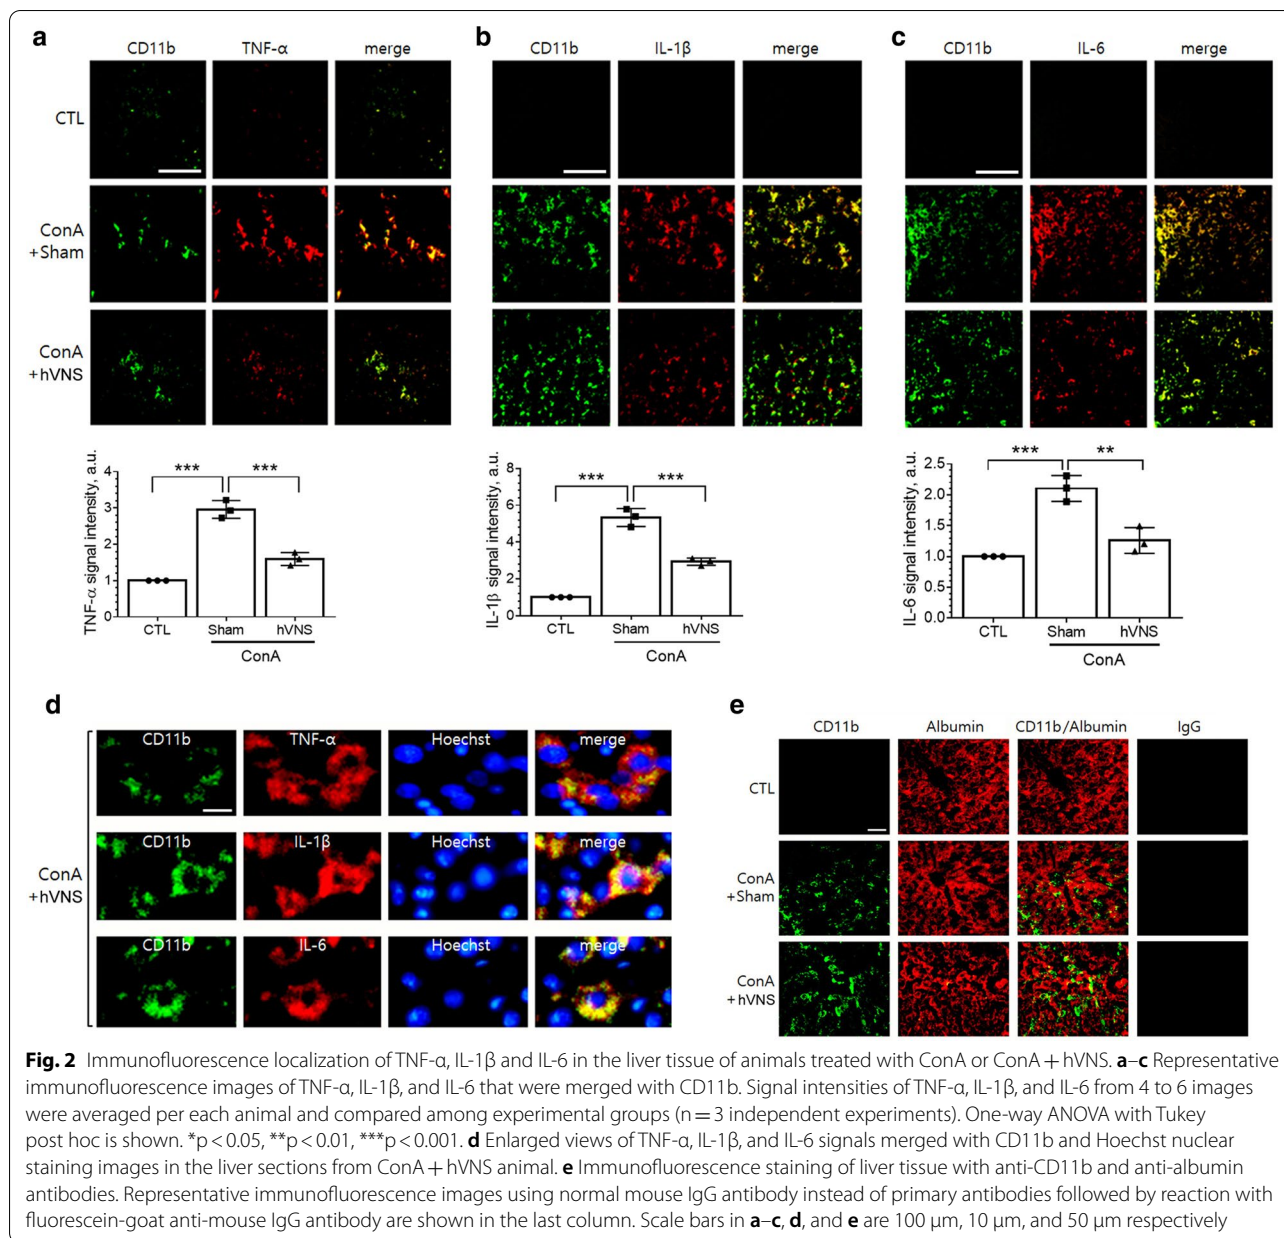 a
CD11b TNF-α merge
CTL
ConA
+Sham
ConA
+hVNS
TNF-α signal intensity, a.u.
4
3
2
1
0
*** ***
CTL Sham hVNS
ConA
b
CD11b IL-1β merge
IL-1β signal intensity, a.u.
8
6
4
2
0
*** ***
CTL Sham hVNS
ConA
c
CD11b IL-6 merge
IL-6 signal intensity, a.u.
2.5
2.0
1.5
1.0
0.5
0.0
*** **
CTL Sham hVNS
ConA
d
ConA
+hVNS
CD11b TNF-α Hoechst merge
CD11b IL-1β Hoechst merge
CD11b IL-6 Hoechst merge
e
CD11b Albumin CD11b/Albumin IgG
CTL
ConA
+Sham
ConA
+hVNS
Fig. 2 Immunofluorescence localization of TNF-α, IL-1β and IL-6 in the liver tissue of animals treated with ConA or ConA + hVNS. a–c Representative
immunofluorescence images of TNF-α, IL-1β, and IL-6 that were merged with CD11b. Signal intensities of TNF-α, IL-1β, and IL-6 from 4 to 6 images
were averaged per each animal and compared among experimental groups (n = 3 independent experiments). One-way ANOVA with Tukey
post hoc is shown. *p < 0.05, **p < 0.01, ***p < 0.001. d Enlarged views of TNF-α, IL-1β, and IL-6 signals merged with CD11b and Hoechst nuclear
staining images in the liver sections from ConA + hVNS animal. e Immunofluorescence staining of liver tissue with anti-CD11b and anti-albumin
antibodies. Representative immunofluorescence images using normal mouse IgG antibody instead of primary antibodies followed by reaction with
fluorescein-goat anti-mouse IgG antibody are shown in the last column. Scale bars in a–c, d, and e are 100 μm, 10 μm, and 50 μm respectively